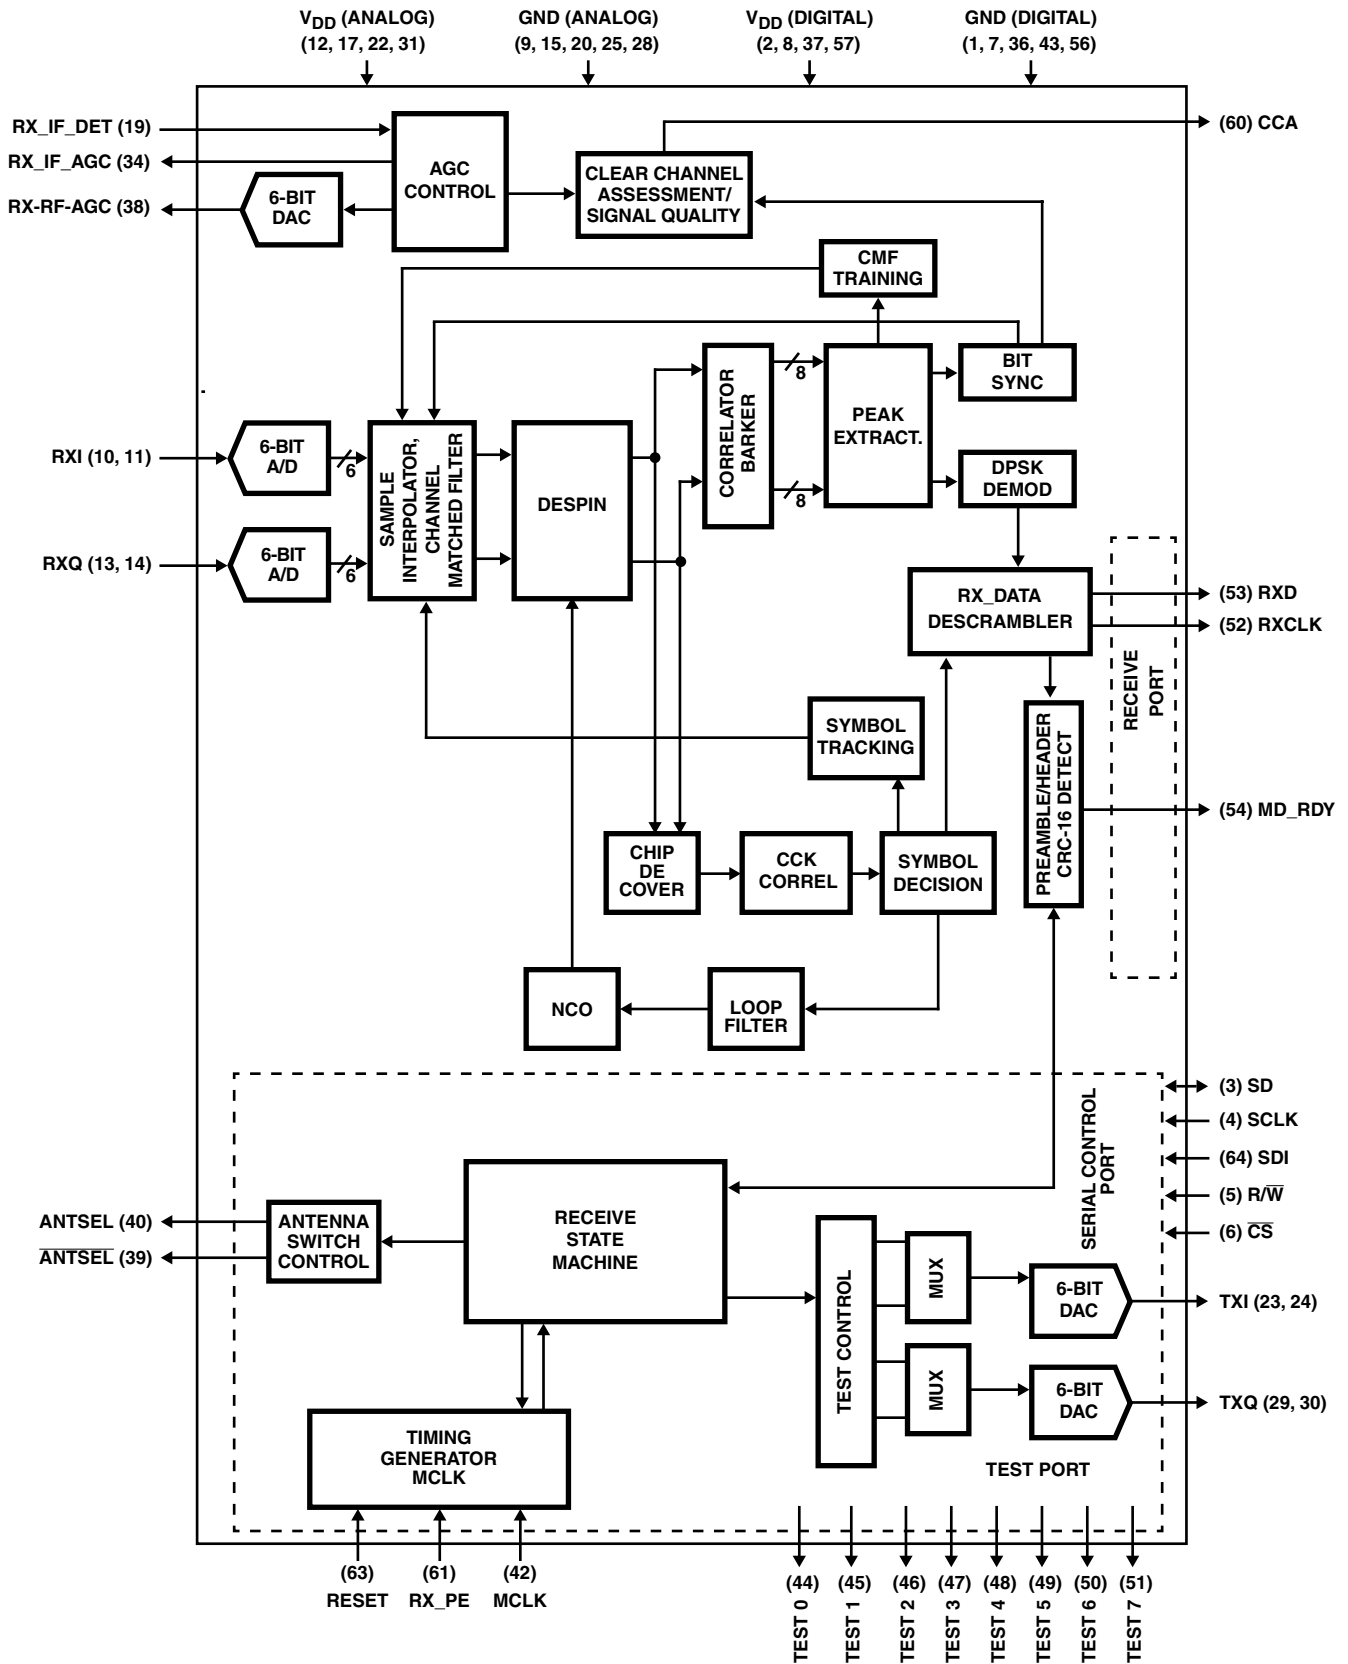 VDD (ANALOG)
(12, 17, 22, 31)
GND (ANALOG)
(9, 15, 20, 25, 28)
VDD (DIGITAL)
(2, 8, 37, 57)
GND (DIGITAL)
(1, 7, 36, 43, 56)
RX_IF_DET (19)
RX_IF_AGC (34)
RX-RF-AGC (38)
6-BIT
DAC
AGC
CONTROL
CLEAR CHANNEL
ASSESSMENT/
SIGNAL QUALITY
(60) CCA
CMF
TRAINING
RXI (10, 11)
6-BIT
A/D
6
RXQ (13, 14)
6-BIT
A/D
6
SAMPLE
INTERPOLATOR,
CHANNEL
MATCHED FILTER
DESPIN
CORRELATOR
BARKER
8
8
PEAK
EXTRACT.
BIT
SYNC
DPSK
DEMOD
RX_DATA
DESCRAMBLER
(53) RXD
(52) RXCLK
RECEIVE
PORT
SYMBOL
TRACKING
PREAMBLE/HEADER
CRC-16 DETECT
(54) MD_RDY
CHIP
DE
COVER
CCK
CORREL
SYMBOL
DECISION
NCO
LOOP
FILTER
SERIAL CONTROL
PORT
(3) SD
(4) SCLK
(64) SDI
(5) R/W̅
(6) C̅S̅
ANTSEL (40)
A̅N̅T̅S̅E̅L̅ (39)
ANTENNA
SWITCH
CONTROL
RECEIVE
STATE
MACHINE
TEST CONTROL
MUX
MUX
6-BIT
DAC
6-BIT
DAC
TXI (23, 24)
TXQ (29, 30)
TIMING
GENERATOR
MCLK
TEST PORT
(63)
RESET
(61)
RX_PE
(42)
MCLK
(44)
TEST 0
(45)
TEST 1
(46)
TEST 2
(47)
TEST 3
(48)
TEST 4
(49)
TEST 5
(50)
TEST 6
(51)
TEST 7